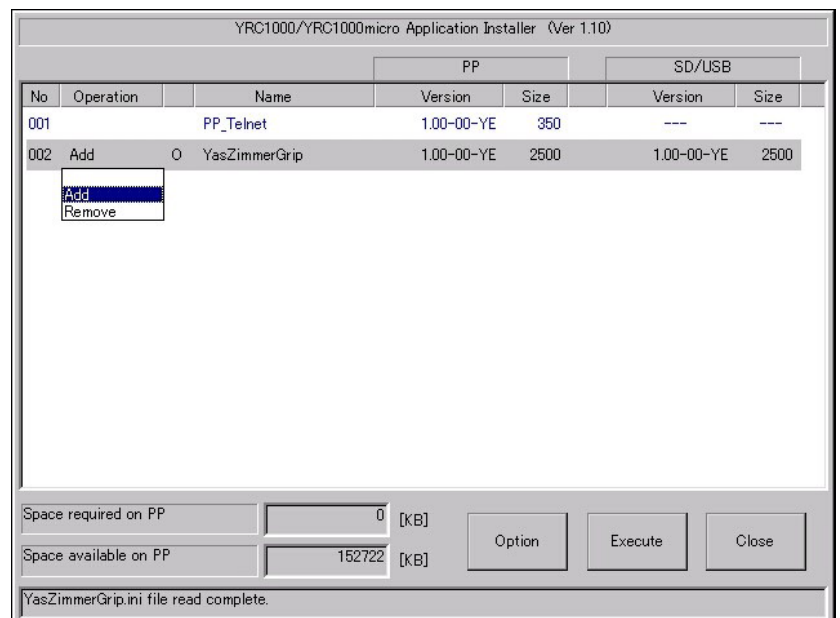 YRC1000/YRC1000micro Application Installer (Ver 1.10)
PP SD/USB
No Operation Name Version Size Version Size
001 PP_Telnet 1.00-00-YE 350 --- ---
002 Add O YasZimmerGrip 1.00-00-YE 2500 1.00-00-YE 2500
Add
Remove
Space required on PP 0 [KB]
Option Execute Close
Space available on PP 152722 [KB]
YasZimmerGrip.ini file read complete.